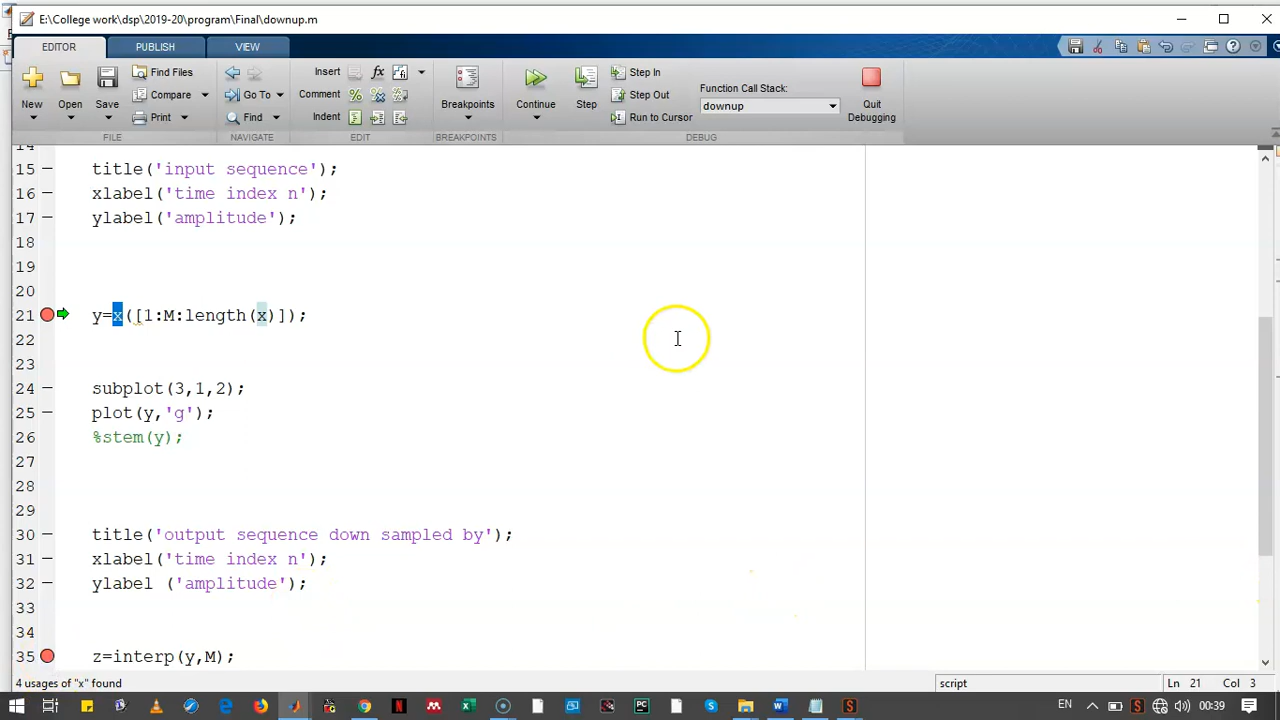 E:\College work\dsp\2019-20\program\Final\downup.m
EDITOR PUBLISH VIEW
New Open Save Find Files Compare Print
Insert Comment Indent
Go To Find
Breakpoints Continue Step
Step In Step Out Run to Cursor
Function Call Stack:
downup
Quit Debugging
FILE NAVIGATE EDIT BREAKPOINTS DEBUG
14
15 title('input sequence');
16 xlabel('time index n');
17 ylabel('amplitude');
18
19
20
21 y=x([1:M:length(x)]);
22
23
24 subplot(3,1,2);
25 plot(y,'g');
26 %stem(y);
27
28
29
30 title('output sequence down sampled by');
31 xlabel('time index n');
32 ylabel ('amplitude');
33
34
35 z=interp(y,M);
4 usages of "x" found script Ln 21 Col 3
EN 00:39